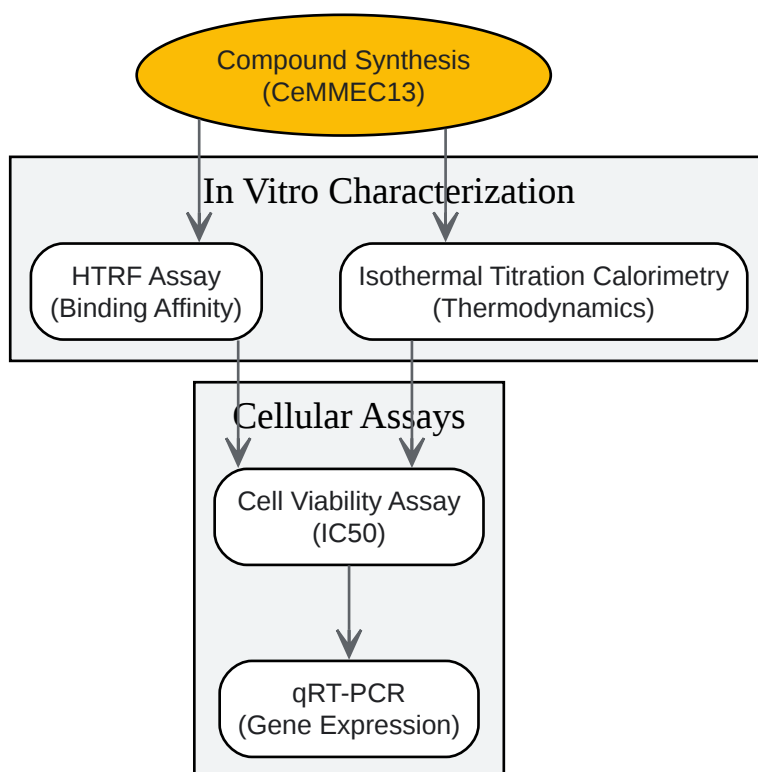 Compound Synthesis
(CeMMEC13)
In Vitro Characterization
HTRF Assay
(Binding Affinity)
Isothermal Titration Calorimetry
(Thermodynamics)
Cellular Assays
Cell Viability Assay
(IC50)
qRT-PCR
(Gene Expression)